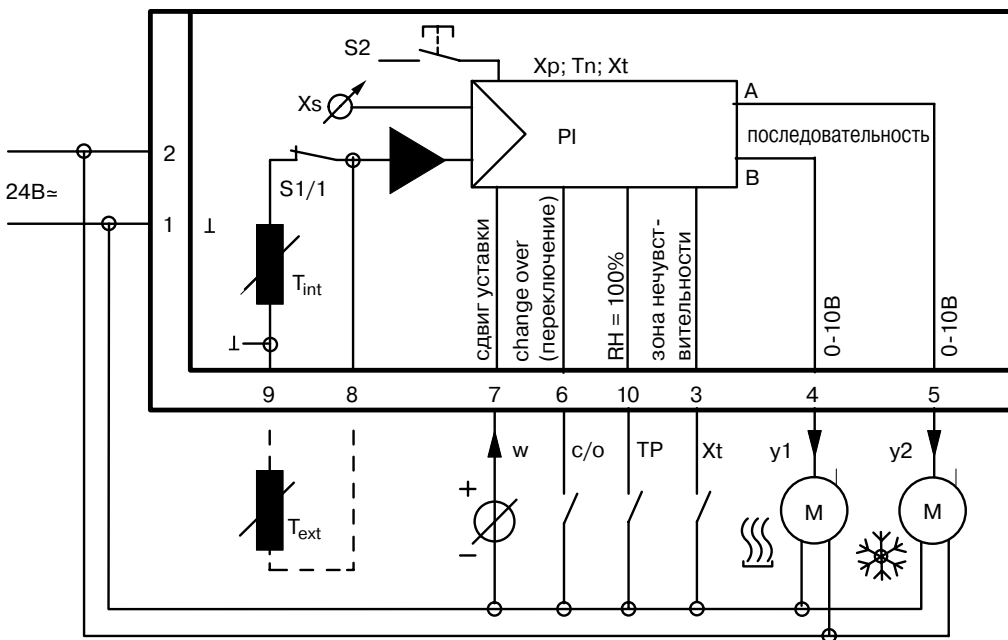 S2
Xp; Tn; Xt
A
Xs
PI
последовательность
2
B
24В≃
S1/1
1
⊥
T int
сдвиг уставки
change over
(переключение)
RH = 100%
зона нечувст-
вительности
0-10В
0-10В
⊥
9
8
7
6
10
3
4
5
w
c/o
TP
Xt
y1
y2
+
−
T ext
M
M